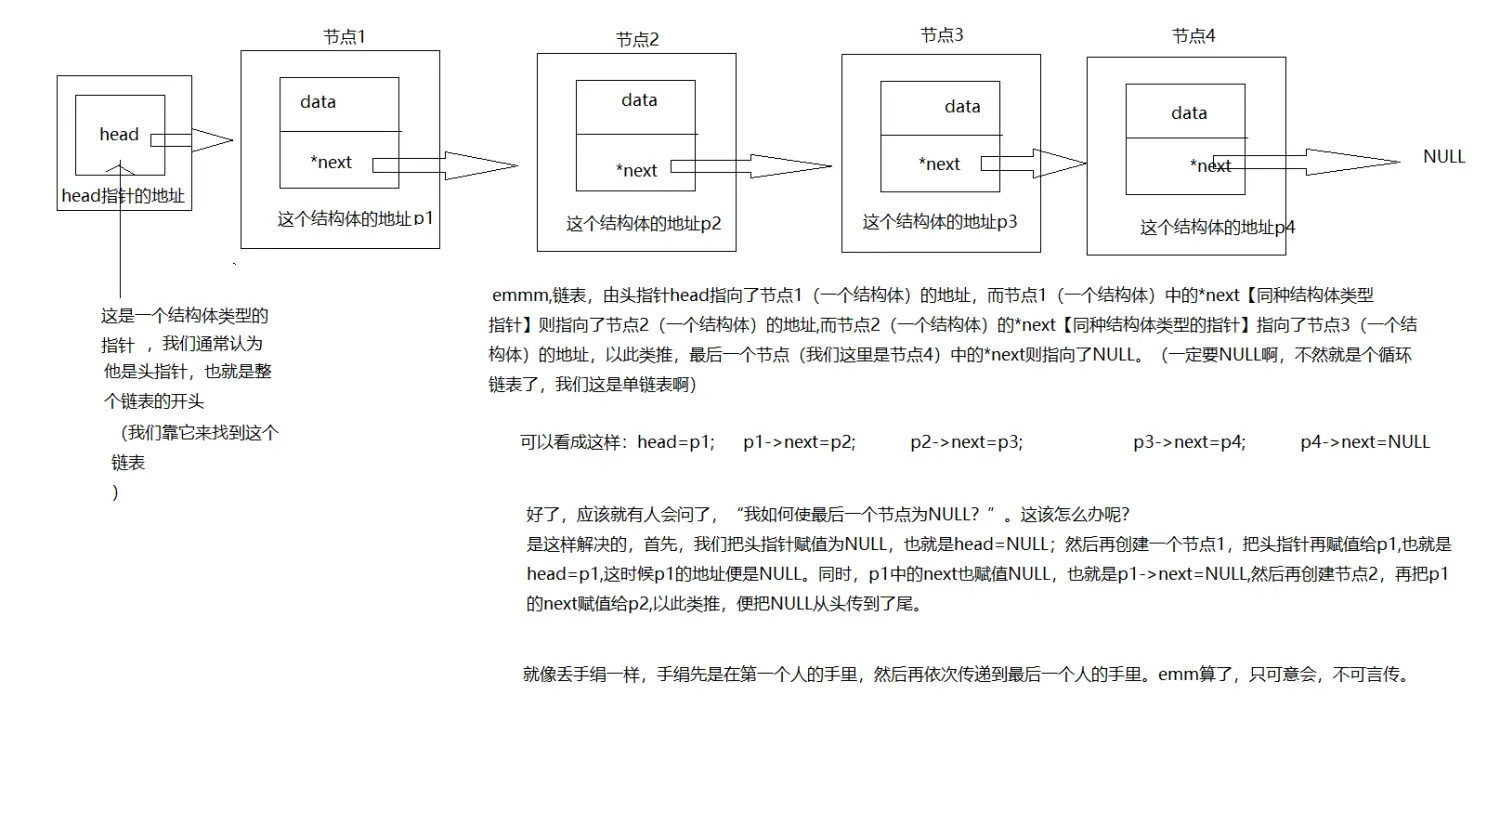 节点1
节点2
节点3
节点4
head
data
*next
data
*next
data
*next
data
*next
NULL
head指针的地址
这个结构体的地址p1
这个结构体的地址p2
这个结构体的地址p3
这个结构体的地址p4
这是一个结构体类型的
指针 ，我们通常认为
他是头指针，也就是整
个链表的开头
（我们靠它来找到这个
链表
）
emmm,链表，由头指针head指向了节点1（一个结构体）的地址，而节点1（一个结构体）中的*next【同种结构体类型
指针】则指向了节点2（一个结构体）的地址,而节点2（一个结构体）的*next【同种结构体类型的指针】指向了节点3（一个结
构体）的地址，以此类推，最后一个节点（我们这里是节点4）中的*next则指向了NULL。（一定要NULL啊，不然就是个循环
链表了，我们这是单链表啊）
可以看成这样：head=p1; p1->next=p2; p2->next=p3; p3->next=p4; p4->next=NULL
好了，应该就有人会问了，“我如何使最后一个节点为NULL？”。这该怎么办呢？
是这样解决的，首先，我们把头指针赋值为NULL，也就是head=NULL；然后再创建一个节点1，把头指针再赋值给p1,也就是
head=p1,这时候p1的地址便是NULL。同时，p1中的next也赋值NULL，也就是p1->next=NULL,然后再创建节点2，再把p1
的next赋值给p2,以此类推，便把NULL从头传到了尾。
就像丢手绢一样，手绢先是在第一个人的手里，然后再依次传递到最后一个人的手里。emm算了，只可意会，不可言传。